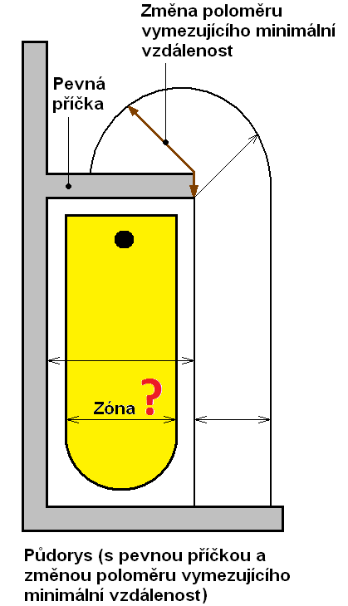 Změna poloměru
vymezujícího minimální
vzdálenost
Pevná
příčka
Zóna ?
Půdorys (s pevnou příčkou a
změnou poloměru vymezujícího
minimální vzdálenost)